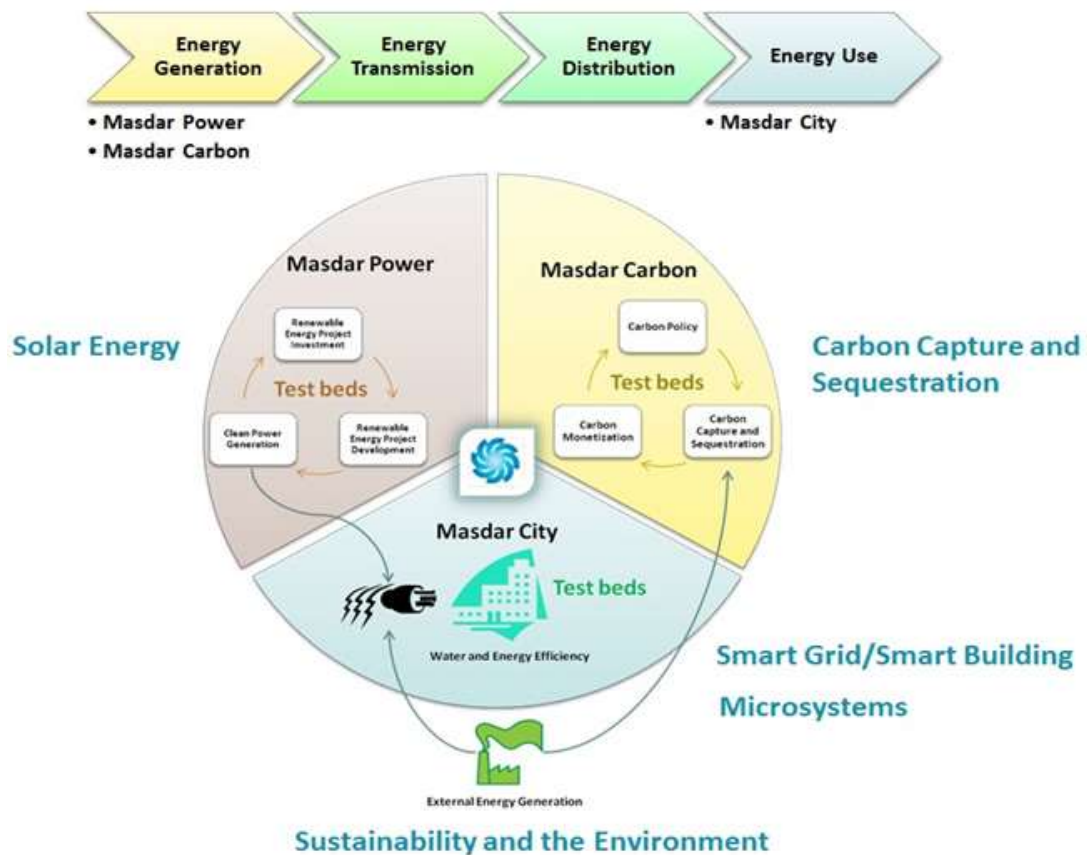 Energy
Generation
Energy
Transmission
Energy
Distribution
Energy Use
• Masdar Power
• Masdar Carbon
• Masdar City
Masdar Power
Renewable
Energy Project
Investment
Test beds
Clean Power
Generation
Renewable
Energy Project
Development
Masdar Carbon
Carbon Policy
Test beds
Carbon
Monetization
Carbon
Capture and
Sequestration
Solar Energy
Carbon Capture and
Sequestration
Masdar City
Test beds
Water and Energy Efficiency
Smart Grid/Smart Building
Microsystems
External Energy Generation
Sustainability and the Environment